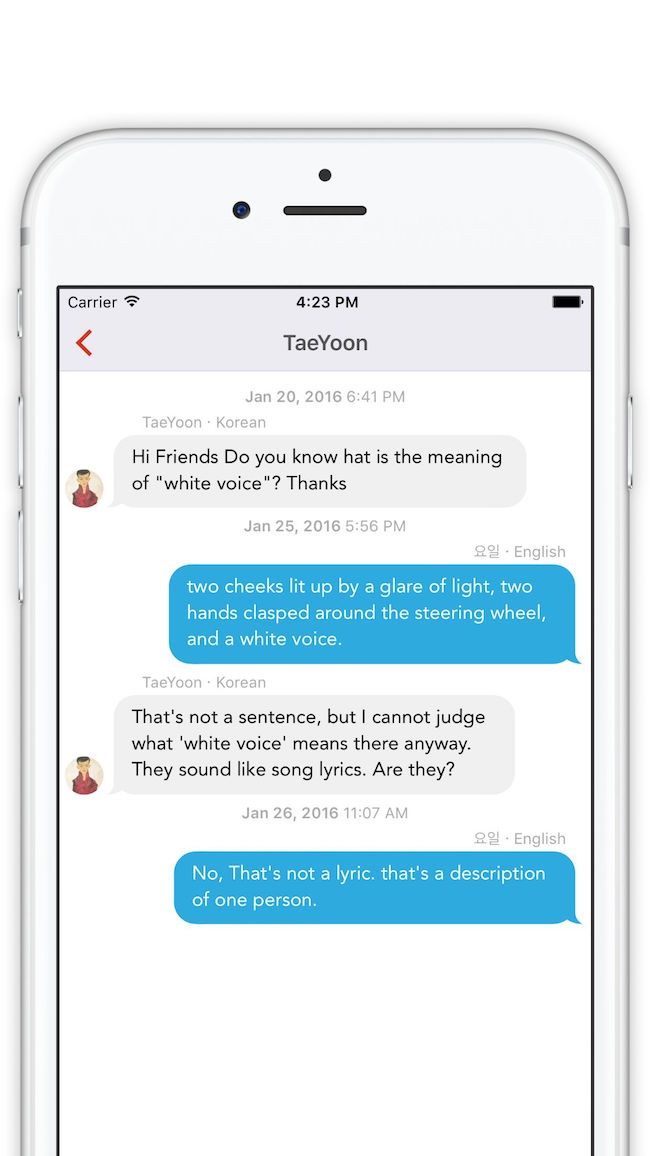 Carrier 4:23 PM
TaeYoon
Jan 20, 2016 6:41 PM
TaeYoon · Korean
Hi Friends Do you know hat is the meaning
of "white voice"? Thanks
Jan 25, 2016 5:56 PM
요일 · English
two cheeks lit up by a glare of light, two
hands clasped around the steering wheel,
and a white voice.
TaeYoon · Korean
That's not a sentence, but I cannot judge
what 'white voice' means there anyway.
They sound like song lyrics. Are they?
Jan 26, 2016 11:07 AM
요일 · English
No, That's not a lyric. that's a description
of one person.